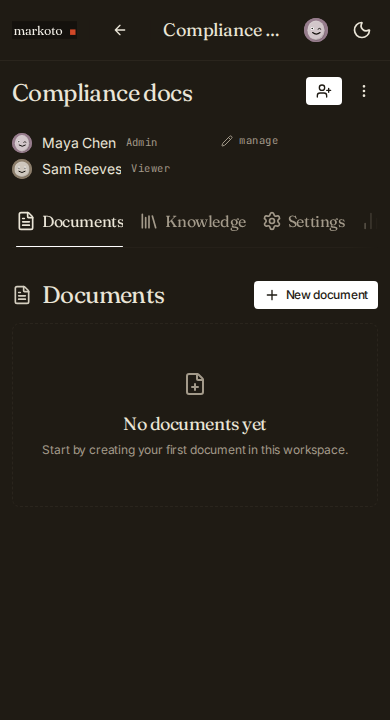 markoto
Compliance ...
Compliance docs
Maya Chen Admin
manage
Sam Reeves Viewer
Documents Knowledge Settings
Documents
New document
No documents yet
Start by creating your first document in this workspace.